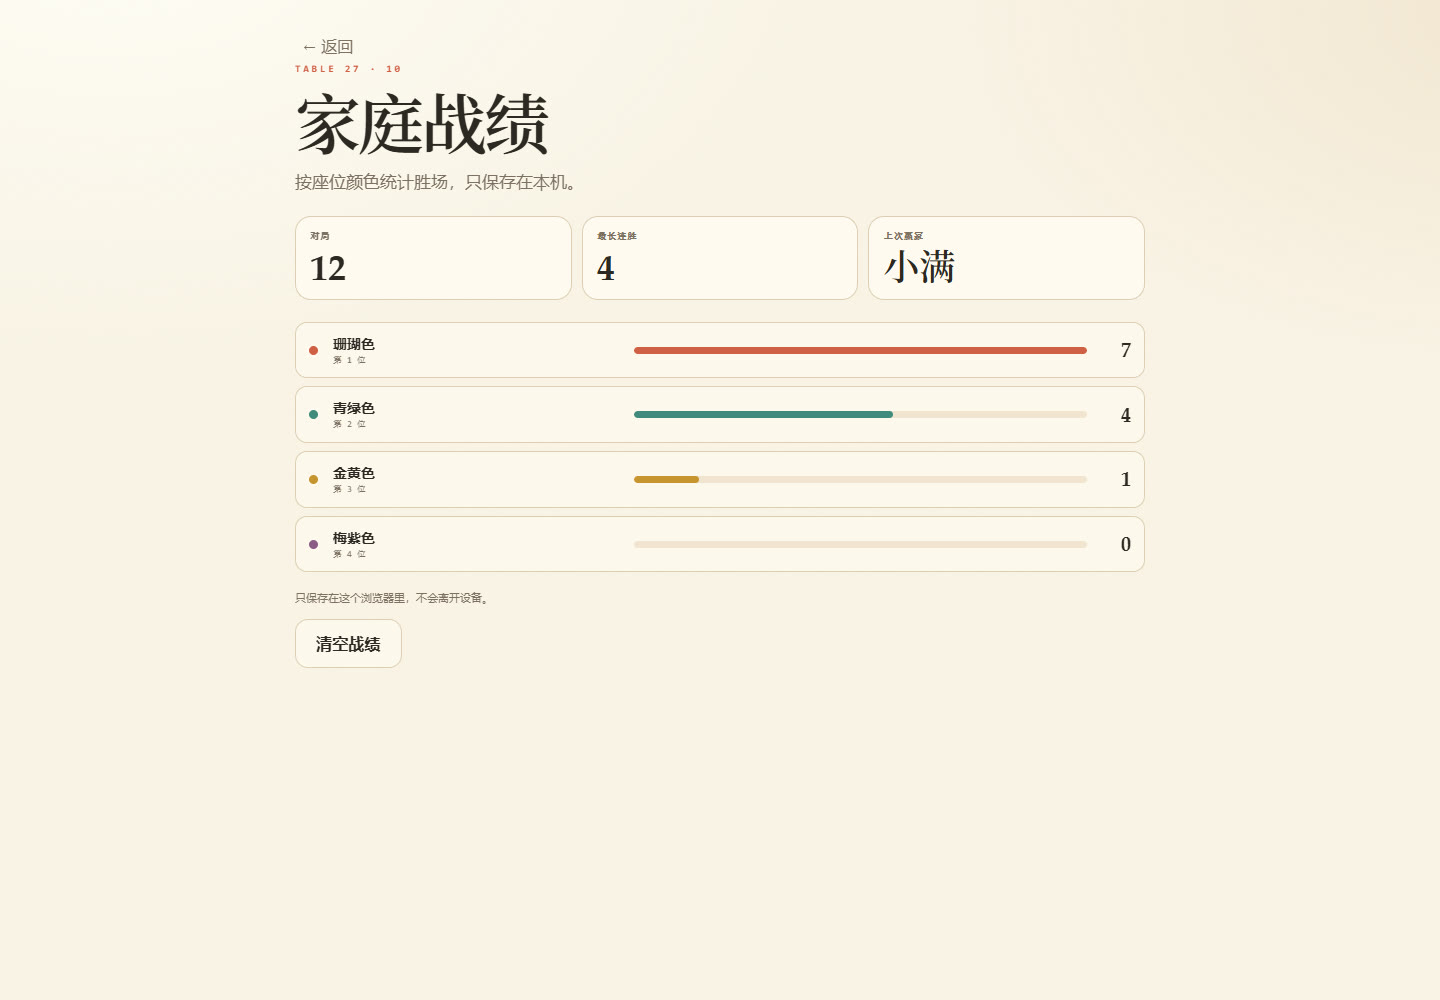 ← 返回
TABLE 27 · 10
家庭战绩
按座位颜色统计胜场，只保存在本机。
对局
12
最长连胜
4
上次赢家
小满
珊瑚色
第 1 位
7
青绿色
第 2 位
4
金黄色
第 3 位
1
梅紫色
第 4 位
0
只保存在这个浏览器里，不会离开设备。
清空战绩